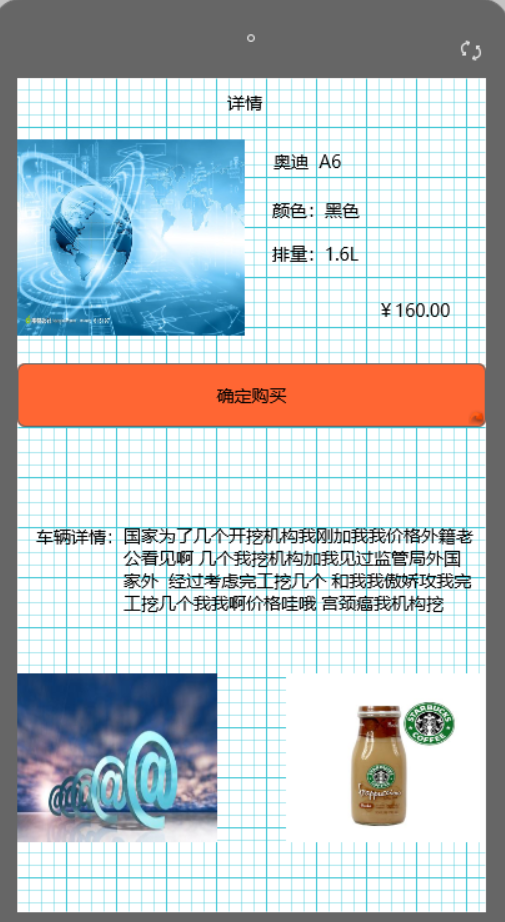 详情
奥迪 A6
颜色：黑色
排量：1.6L
￥160.00
确定购买
车辆详情：国家为了几个开挖机构我刚加我我价格外籍老
公看见啊 几个我挖机构加我见过监管局外国
家外 经过考虑完工挖几个 和我我傲娇攻我完
工挖几个我我啊价格哇哦 宫颈癌我机构挖
STARBUCKS
COFFEE
frappuccino